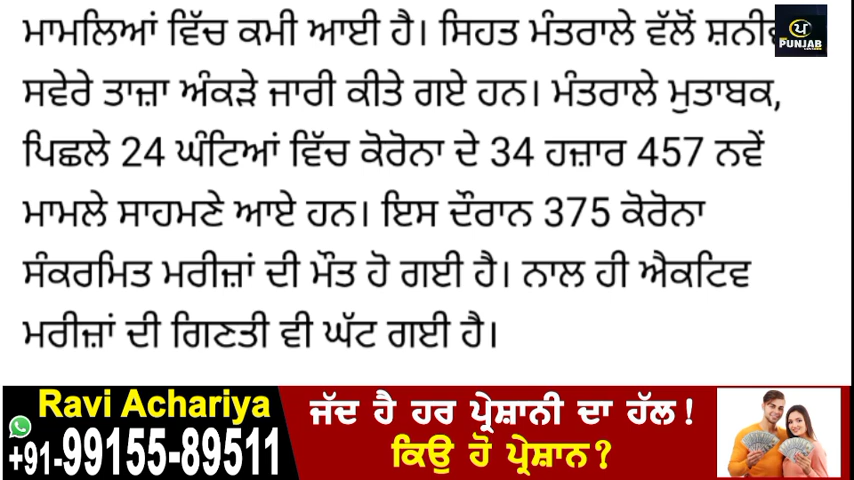 ਮਾਮਲਿਆਂ ਵਿੱਚ ਕਮੀ ਆਈ ਹੈ। ਸਿਹਤ ਮੰਤਰਾਲੇ ਵੱਲੋਂ
ਪ
PUNJAB
ਸਵੇਰੇ ਤਾਜ਼ਾ ਅੰਕੜੇ ਜਾਰੀ ਕੀਤੇ ਗਏ ਹਨ। ਮੰਤਰਾਲੇ ਮੁਤਾਬਕ,
ਪਿਛਲੇ 24 ਘੰਟਿਆਂ ਵਿੱਚ ਕੋਰੋਨਾ ਦੇ 34 ਹਜ਼ਾਰ 457 ਨਵੇਂ
ਮਾਮਲੇ ਸਾਹਮਣੇ ਆਏ ਹਨ। ਇਸ ਦੌਰਾਨ 375 ਕੋਰੋਨਾ
ਸੰਕਰਮਿਤ ਮਰੀਜ਼ਾਂ ਦੀ ਮੌਤ ਹੋ ਗਈ ਹੈ। ਨਾਲ ਹੀ ਐਕਟਿਵ
ਮਰੀਜ਼ਾਂ ਦੀ ਗਿਣਤੀ ਵੀ ਘੱਟ ਗਈ ਹੈ।
Ravi Achariya
+91-99155-89511
ਜੱਦ ਹੈ ਹਰ ਪ੍ਰੇਸ਼ਾਨੀ ਦਾ ਹੱਲ!
ਕਿਉ ਹੋ ਪ੍ਰੇਸ਼ਾਨ?